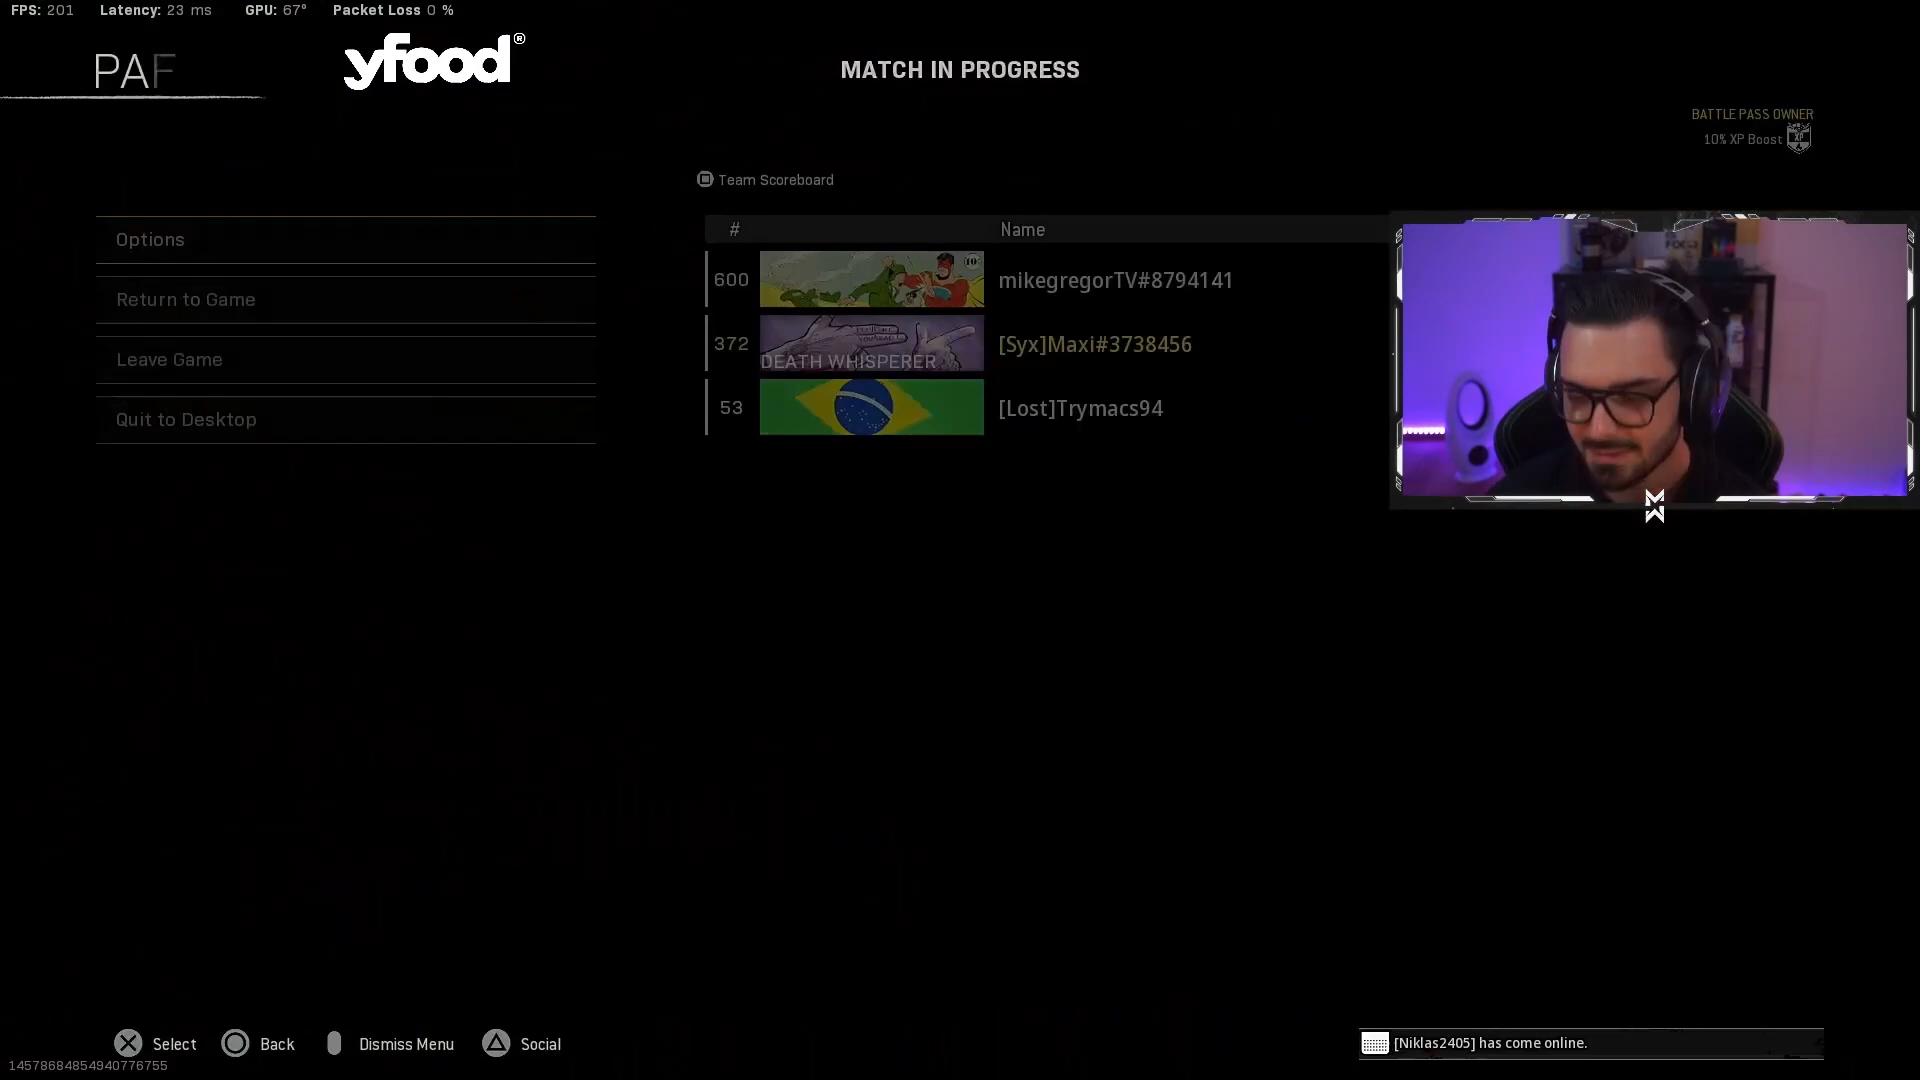 FPS: 201 Latency: 23 ms GPU: 67° Packet Loss 0 %
PAF
yfood®
MATCH IN PROGRESS
BATTLE PASS OWNER
10% XP Boost
XP
Team Scoreboard
# Name
Options
600 mikegregorTV#8794141
Return to Game
372 DEATH WHISPERER [Syx]Maxi#3738456
Leave Game
53 [Lost]Trymacs94
Quit to Desktop
Select Back Dismiss Menu Social
[Niklas2405] has come online.
14578684854940776755